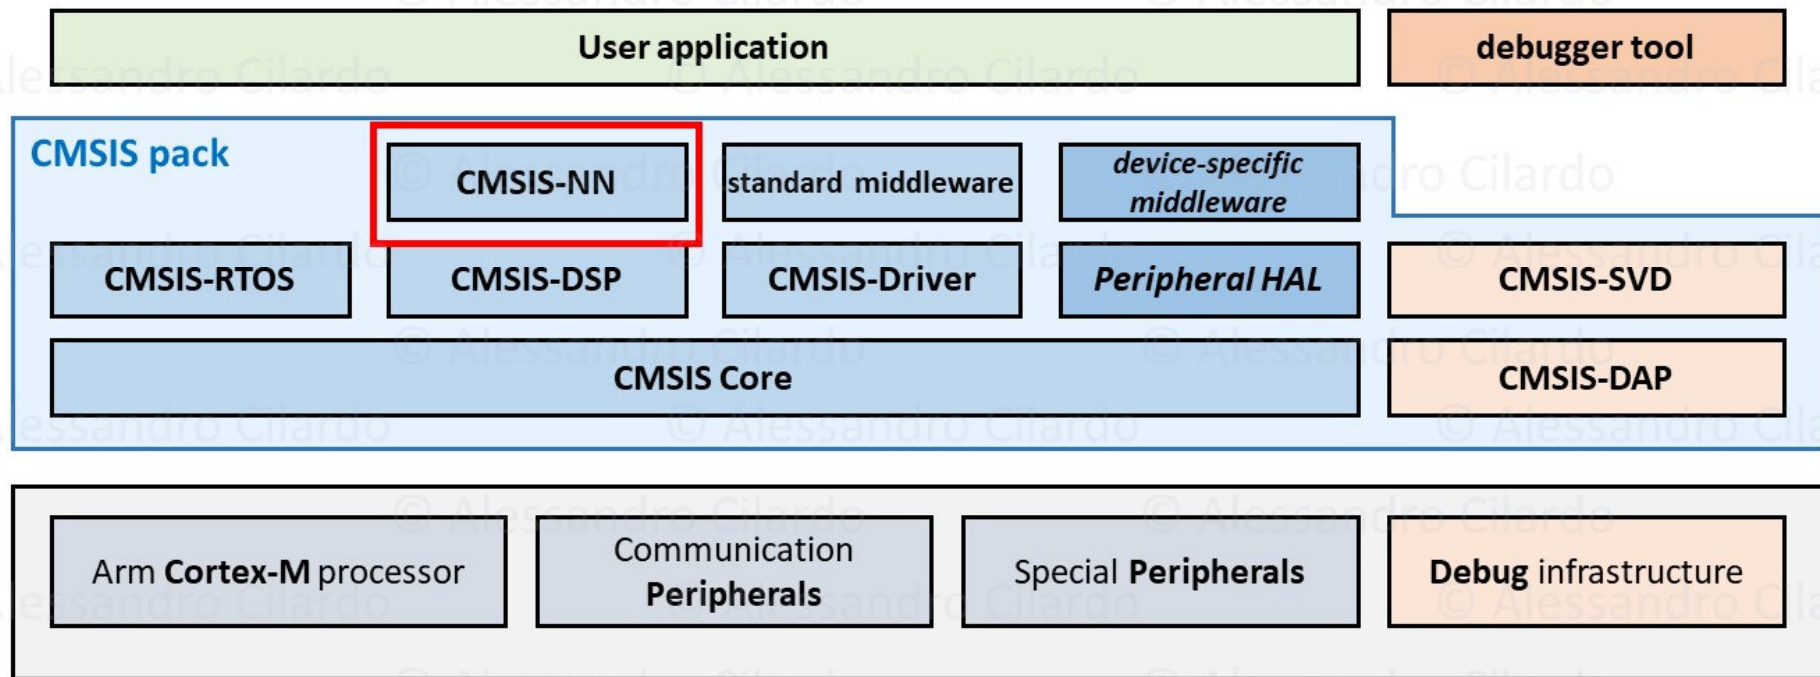 User application
debugger tool
CMSIS pack
CMSIS-NN
standard middleware
device-specific
middleware
CMSIS-RTOS
CMSIS-DSP
CMSIS-Driver
Peripheral HAL
CMSIS-SVD
CMSIS Core
CMSIS-DAP
Arm Cortex-M processor
Communication
Peripherals
Special Peripherals
Debug infrastructure
© Alessandro Cilardo